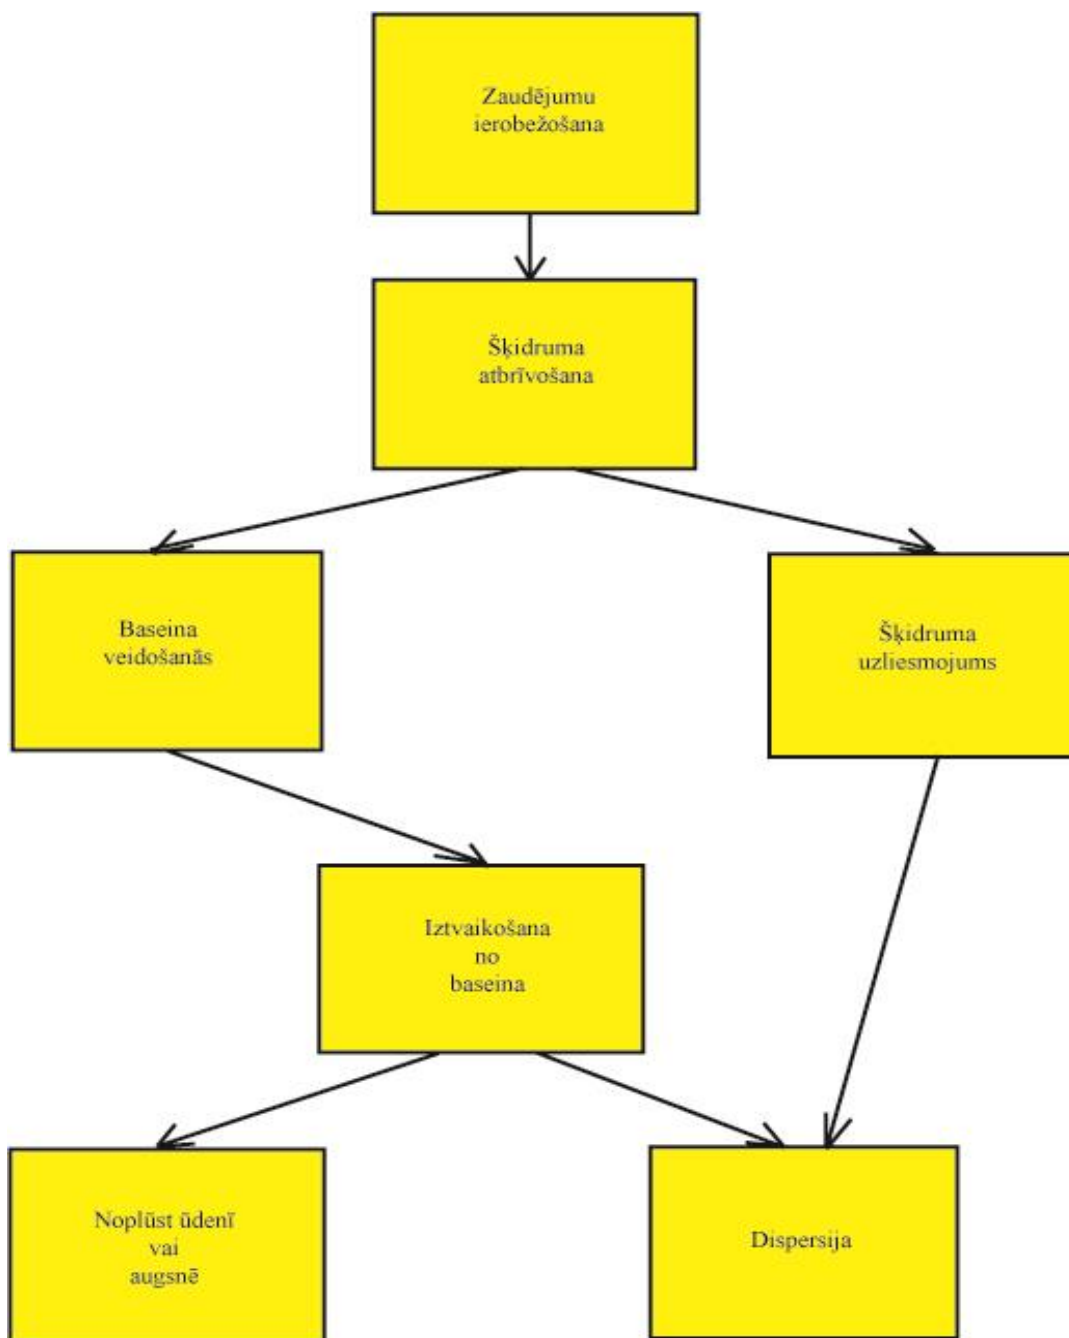 Zaudējumu
ierobežošana
Šķidruma
atbrīvošana
Baseina
veidošanās
Šķidruma
uzliesmojums
Iztvaikošana
no
baseina
Noplūst ūdenī
vai
augsnē
Dispersija